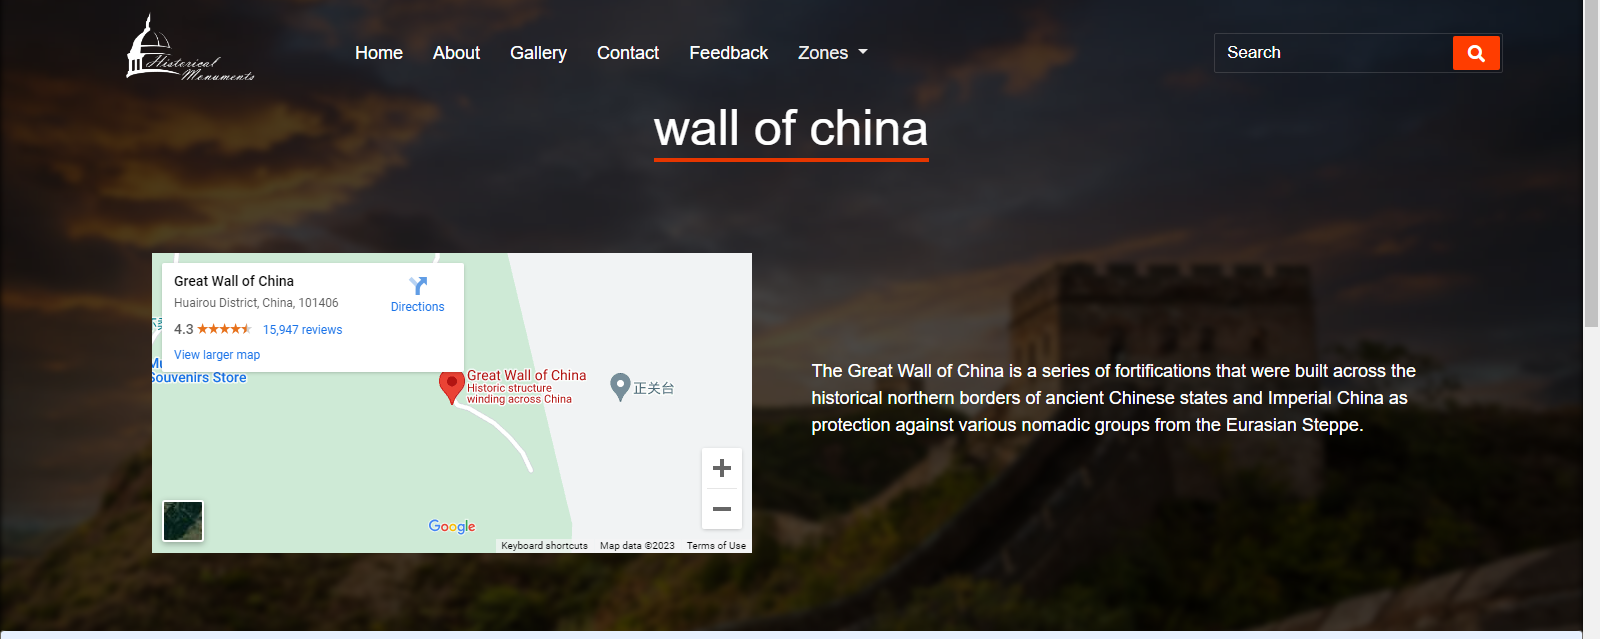 Historical
Monuments
Home About Gallery Contact Feedback Zones
Search
wall of china
Great Wall of China
Huairou District, China, 101406
Directions
4.3 15,947 reviews
View larger map
Souvenirs Store
Great Wall of China
Historic structure
winding across China
正关台
The Great Wall of China is a series of fortifications that were built across the
historical northern borders of ancient Chinese states and Imperial China as
protection against various nomadic groups from the Eurasian Steppe.
Google
Keyboard shortcuts Map data ©2023 Terms of Use